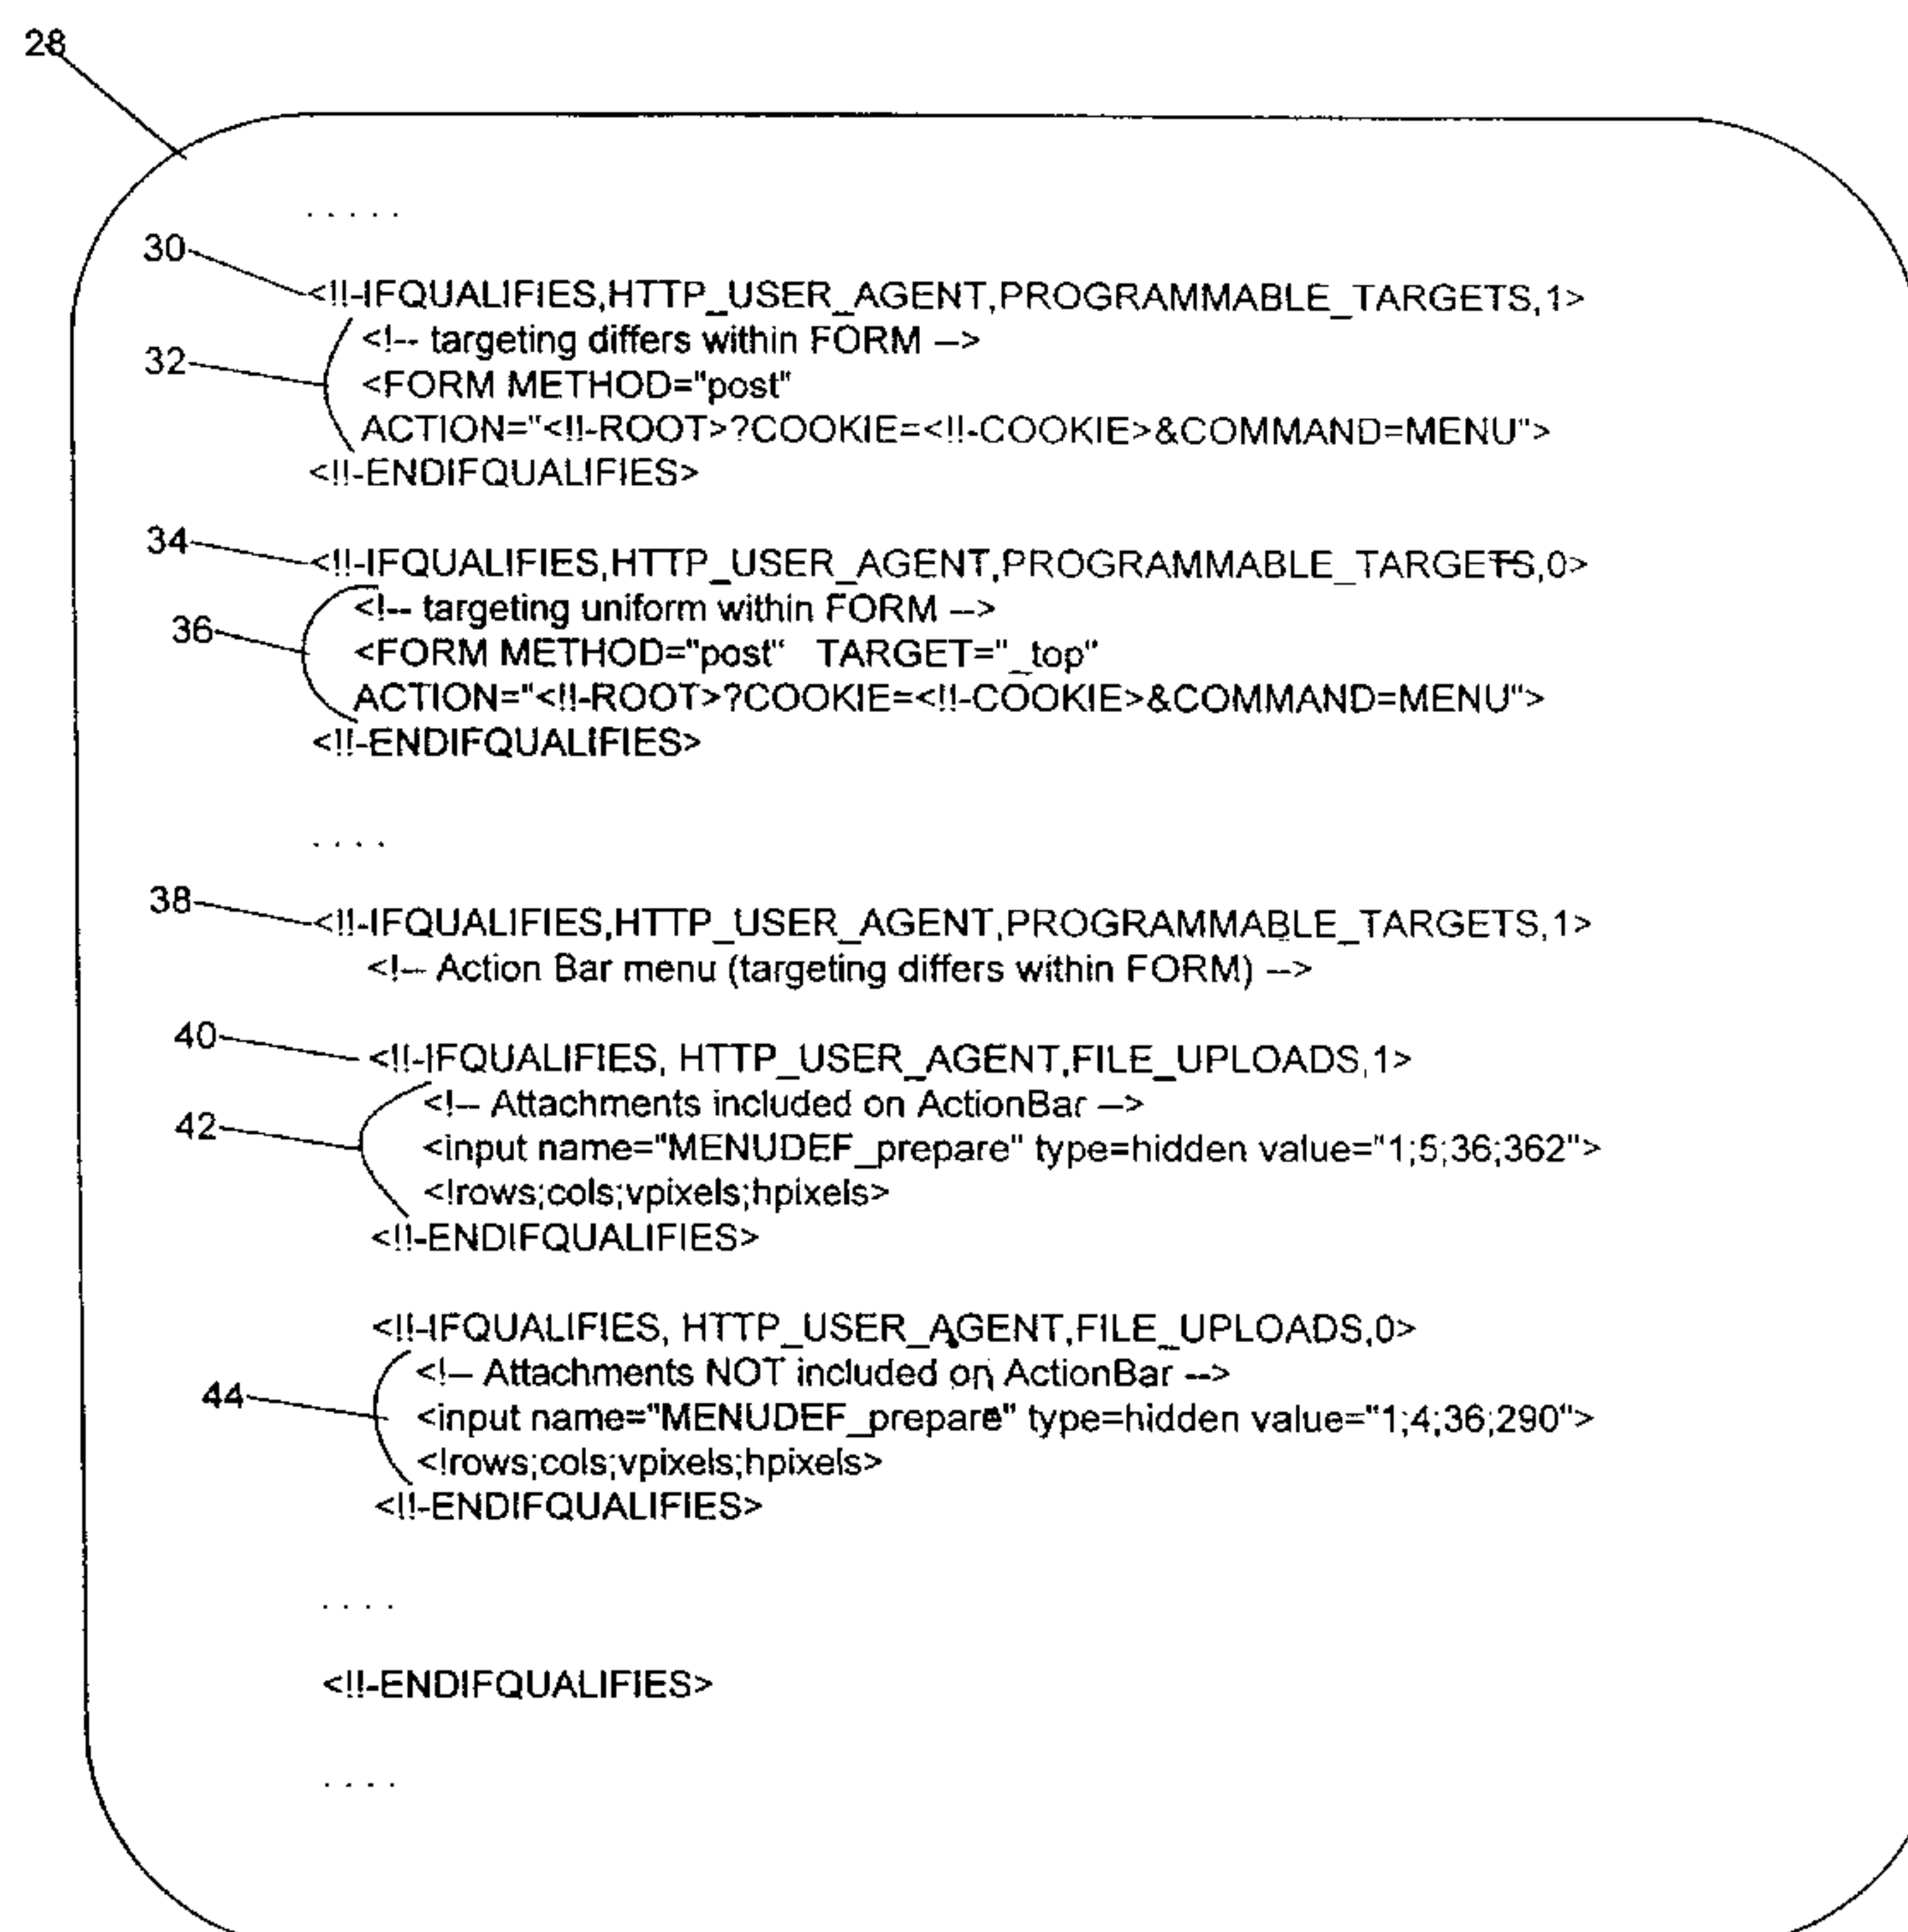 28
. . . . .
30
<!!-IFQUALIFIES,HTTP_USER_AGENT,PROGRAMMABLE_TARGETS,1>
<!-- targeting differs within FORM -->
32
<FORM METHOD="post"
ACTION="<!!-ROOT>?COOKIE=<!!-COOKIE>&COMMAND=MENU">
<!!-ENDIFQUALIFIES>
34
<!!-IFQUALIFIES,HTTP_USER_AGENT,PROGRAMMABLE_TARGETS,0>
<!-- targeting uniform within FORM -->
36
<FORM METHOD="post" TARGET="_top"
ACTION="<!!-ROOT>?COOKIE=<!!-COOKIE>&COMMAND=MENU">
<!!-ENDIFQUALIFIES>
. . . .
38
<!!-IFQUALIFIES,HTTP_USER_AGENT,PROGRAMMABLE_TARGETS,1>
<!-- Action Bar menu (targeting differs within FORM) -->
40
<!!-IFQUALIFIES, HTTP_USER_AGENT,FILE_UPLOADS,1>
<!-- Attachments included on ActionBar -->
42
<input name="MENUDEF_prepare" type=hidden value="1;5;36;362">
<!rows;cols;vpixels;hpixels>
<!!-ENDIFQUALIFIES>
<!!-IFQUALIFIES, HTTP_USER_AGENT,FILE_UPLOADS,0>
<!-- Attachments NOT included on ActionBar -->
44
<input name="MENUDEF_prepare" type=hidden value="1;4;36;290">
<!rows;cols;vpixels;hpixels>
<!!-ENDIFQUALIFIES>
. . . .
<!!-ENDIFQUALIFIES>
. . . .